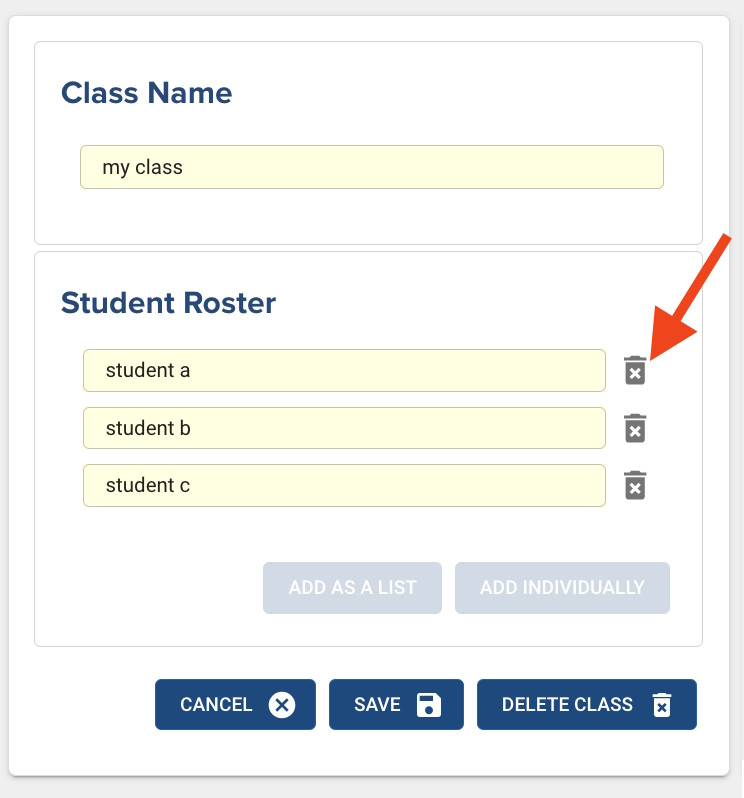 Class Name
my class
Student Roster
student a
student b
student c
ADD AS A LIST ADD INDIVIDUALLY
CANCEL SAVE DELETE CLASS